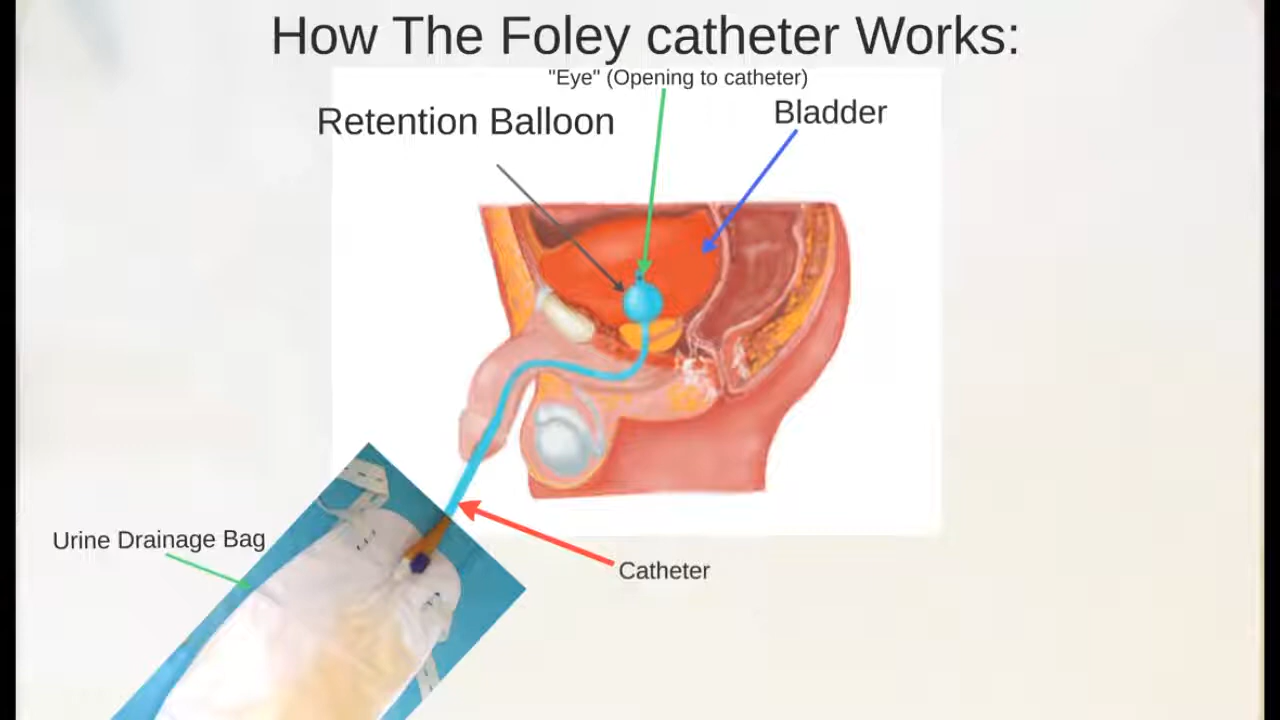 How The Foley catheter Works:
"Eye" (Opening to catheter)
Retention Balloon
Bladder
Urine Drainage Bag
Catheter